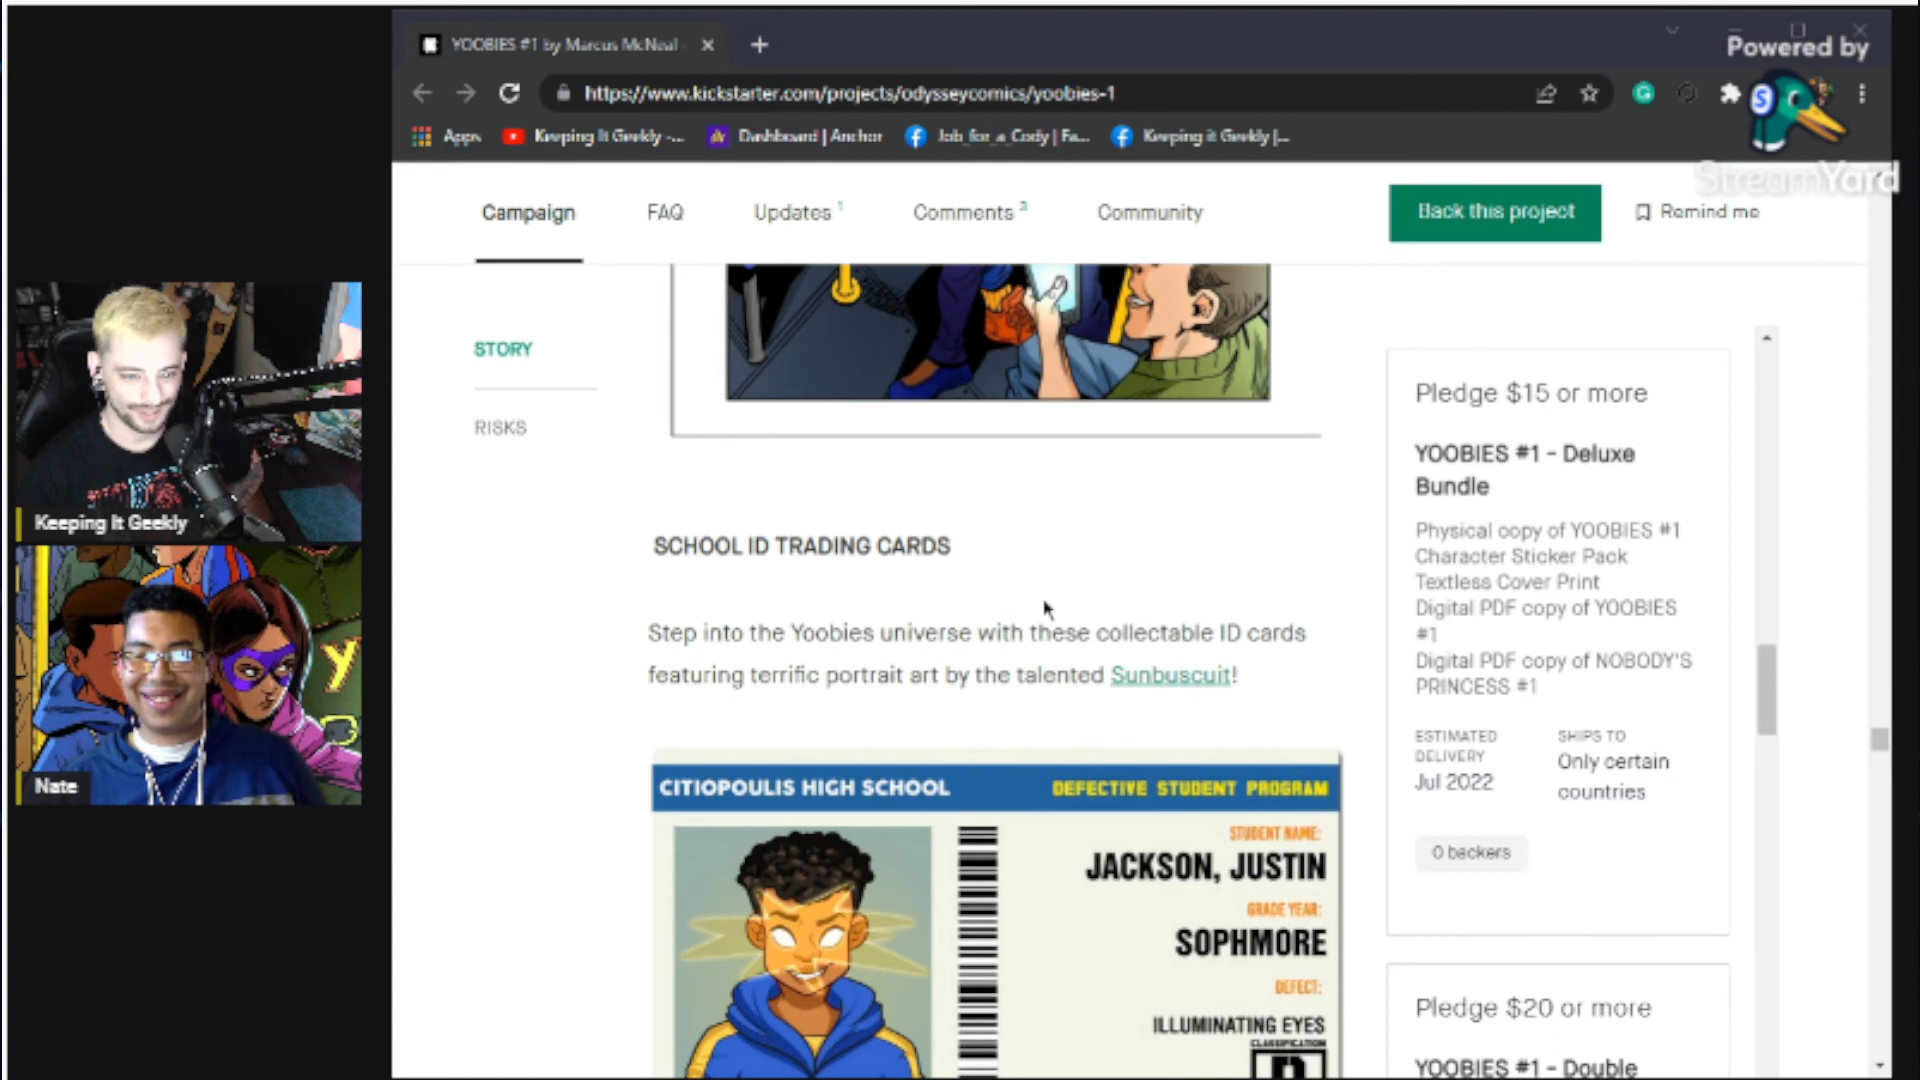 YOOBIES #1 by Marcus McNeal
Powered by
StreamYard
https://www.kickstarter.com/projects/odysseycomics/yoobies-1
Apps
Keeping It Geekly -...
Dashboard | Anchor
Job_for_a_Cody | Fa...
Keeping it Geekly |...
Campaign
FAQ
Updates 1
Comments
Community
Back this project
Remind me
STORY
RISKS
SCHOOL ID TRADING CARDS
Step into the Yoobies universe with these collectable ID cards
featuring terrific portrait art by the talented Sunbuscuit!
CITIOPOULIS HIGH SCHOOL
DEFECTIVE STUDENT PROGRAM
STUDENT NAME:
JACKSON, JUSTIN
GRADE YEAR:
SOPHMORE
DEFECT:
ILLUMINATING EYES
CLASSIFICATION
Pledge $15 or more
YOOBIES #1 - Deluxe
Bundle
Physical copy of YOOBIES #1
Character Sticker Pack
Textless Cover Print
Digital PDF copy of YOOBIES
#1
Digital PDF copy of NOBODY'S
PRINCESS #1
ESTIMATED
DELIVERY
Jul 2022
SHIPS TO
Only certain
countries
0 backers
Pledge $20 or more
YOOBIES #1 - Double
Keeping It Geekly
Nate